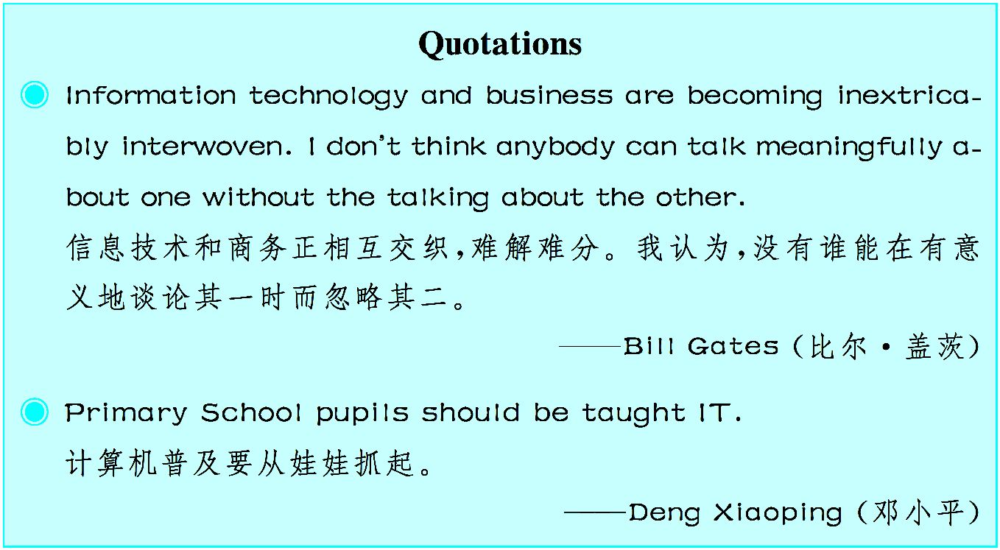 Quotations
Information technology and business are becoming inextrica-
bly interwoven. I don't think anybody can talk meaningfully a-
bout one without the talking about the other.
信息技术和商务正相互交织,难解难分。我认为,没有谁能在有意
义地谈论其一时而忽略其二。
——Bill Gates (比尔·盖茨)
Primary School pupils should be taught IT.
计算机普及要从娃娃抓起。
——Deng Xiaoping (邓小平)